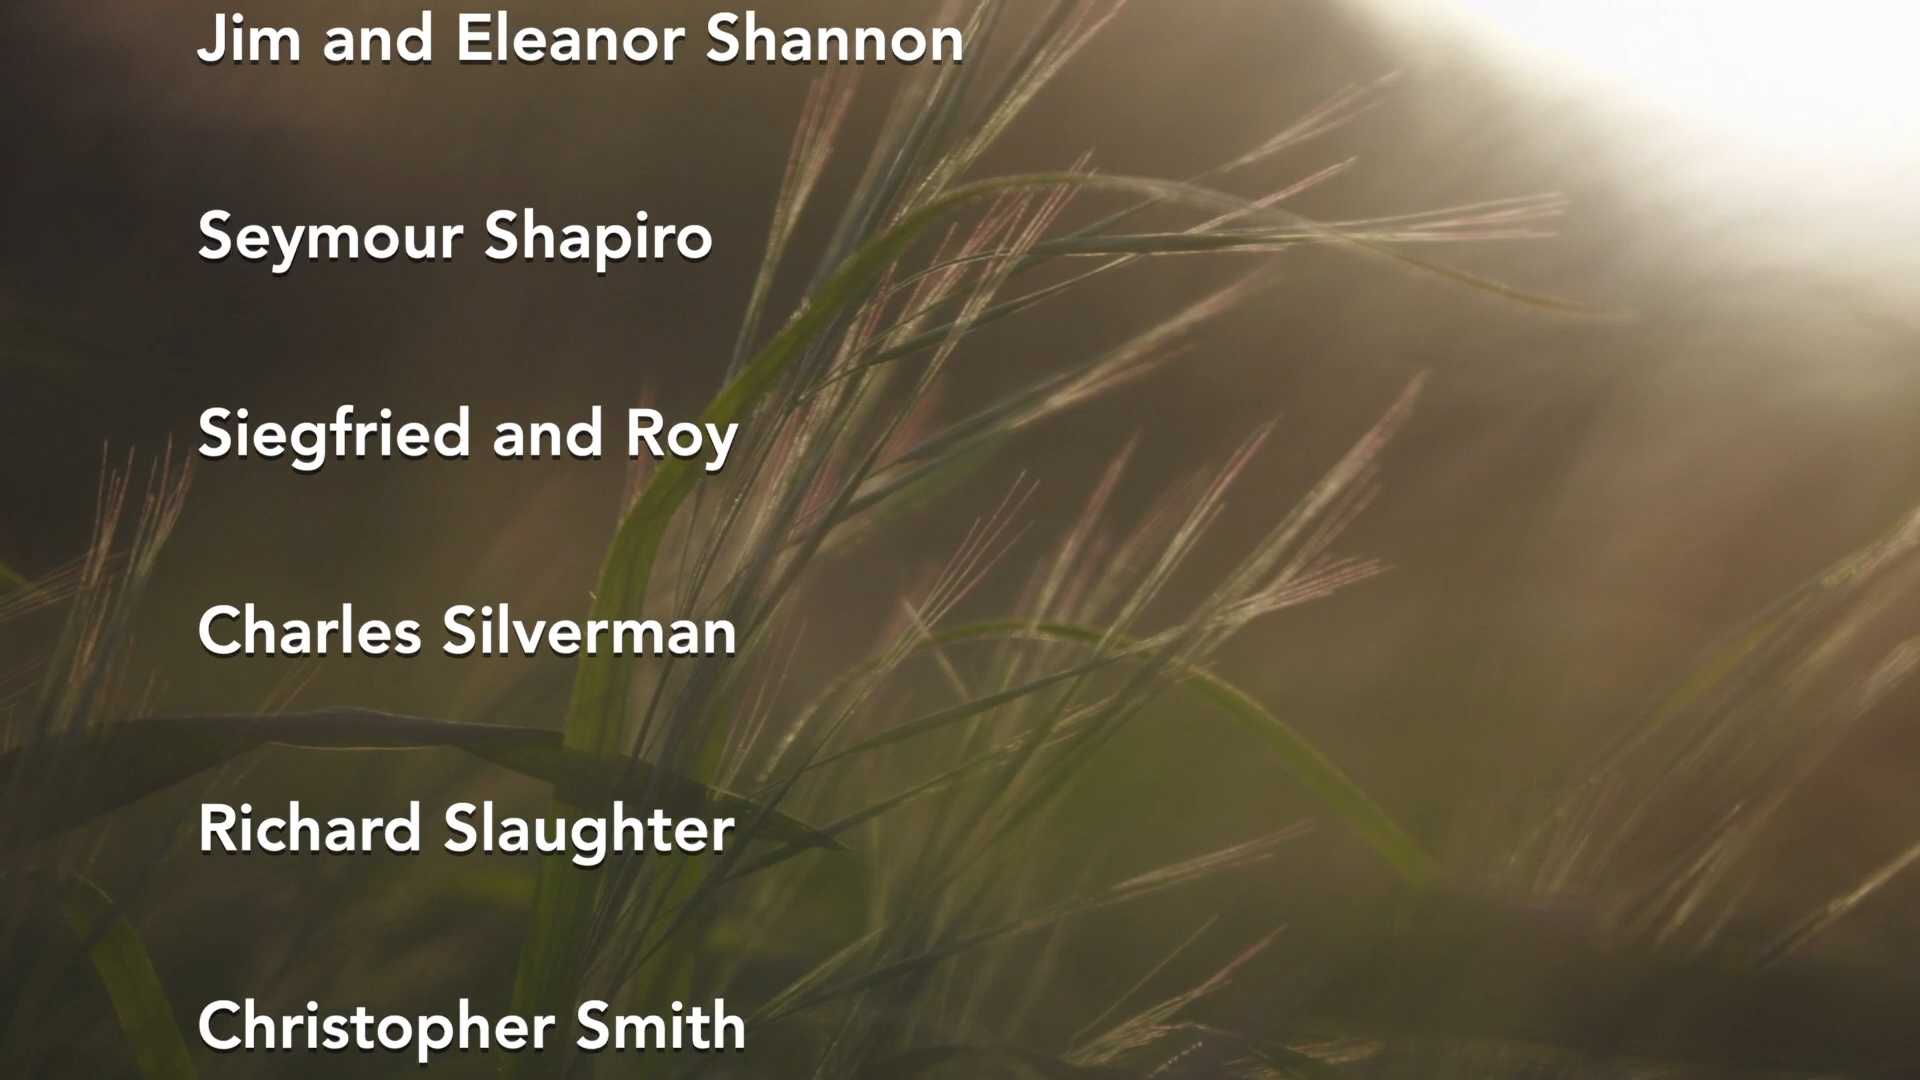 Jim and Eleanor Shannon
Seymour Shapiro
Siegfried and Roy
Charles Silverman
Richard Slaughter
Christopher Smith